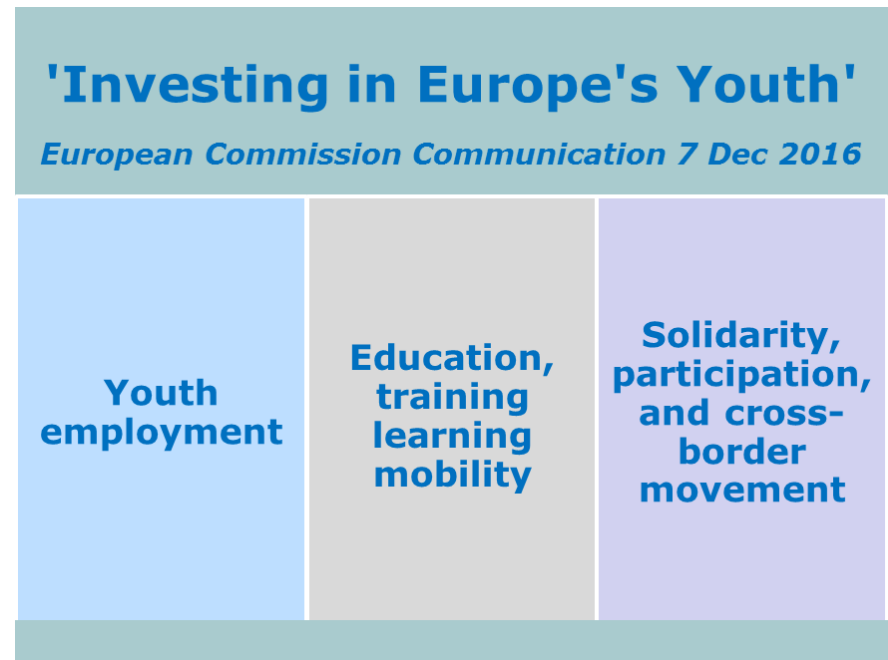 'Investing in Europe's Youth'
European Commission Communication 7 Dec 2016
Youth
employment
Education,
training
learning
mobility
Solidarity,
participation,
and cross-
border
movement